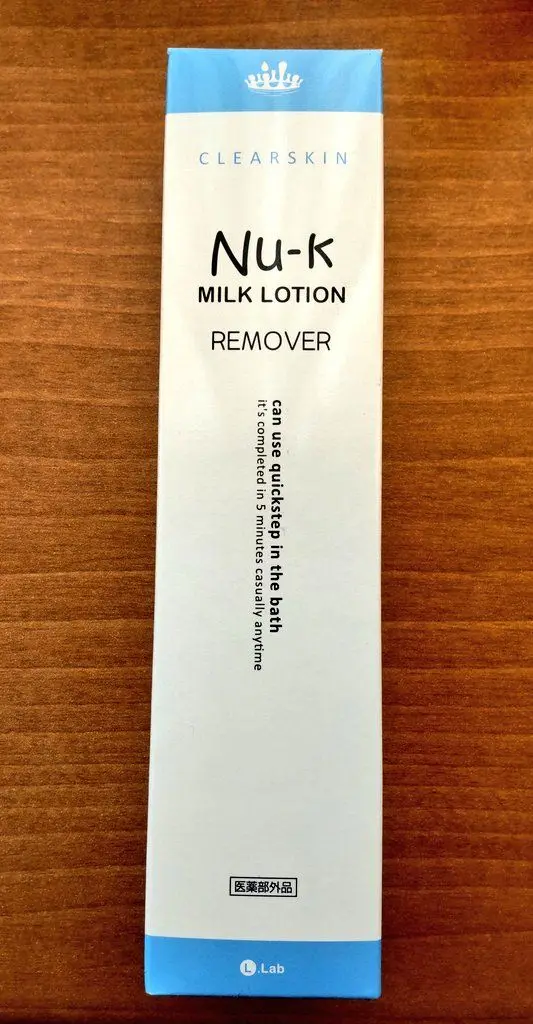 CLEARSKIN
Nu-K
MILK LOTION
REMOVER
can use quickstep in the bath
it's completed in 5 minutes casually anytime
医薬部外品
L.Lab